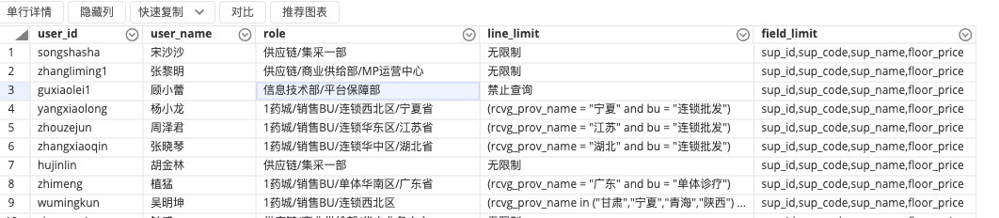 单行详情 隐藏列 快速复制 对比 推荐图表
user_id user_name role line_limit field_limit
1 songshasha 宋沙沙 供应链/集采一部 无限制 sup_id,sup_code,sup_name,floor_price
2 zhangliming1 张黎明 供应链/商业供给部/MP运营中心 无限制 sup_id,sup_code,sup_name,floor_price
3 guxiaolei1 顾小蕾 信息技术部/平台保障部 禁止查询 sup_id,sup_code,sup_name,floor_price
4 yangxiaolong 杨小龙 1药城/销售BU/连锁西北区/宁夏省 (rcvg_prov_name = "宁夏" and bu = "连锁批发") sup_id,sup_code,sup_name,floor_price
5 zhouzejun 周泽君 1药城/销售BU/连锁华东区/江苏省 (rcvg_prov_name = "江苏" and bu = "连锁批发") sup_id,sup_code,sup_name,floor_price
6 zhangxiaoqin 张晓琴 1药城/销售BU/连锁华中区/湖北省 (rcvg_prov_name = "湖北" and bu = "连锁批发") sup_id,sup_code,sup_name,floor_price
7 hujinlin 胡金林 供应链/集采一部 无限制 sup_id,sup_code,sup_name,floor_price
8 zhimeng 植猛 1药城/销售BU/单体华南区/广东省 (rcvg_prov_name = "广东" and bu = "单体诊疗") sup_id,sup_code,sup_name,floor_price
9 wumingkun 吴明坤 1药城/销售BU/连锁西北区 (rcvg_prov_name in ("甘肃","宁夏","青海","陕西") ... sup_id,sup_code,sup_name,floor_price